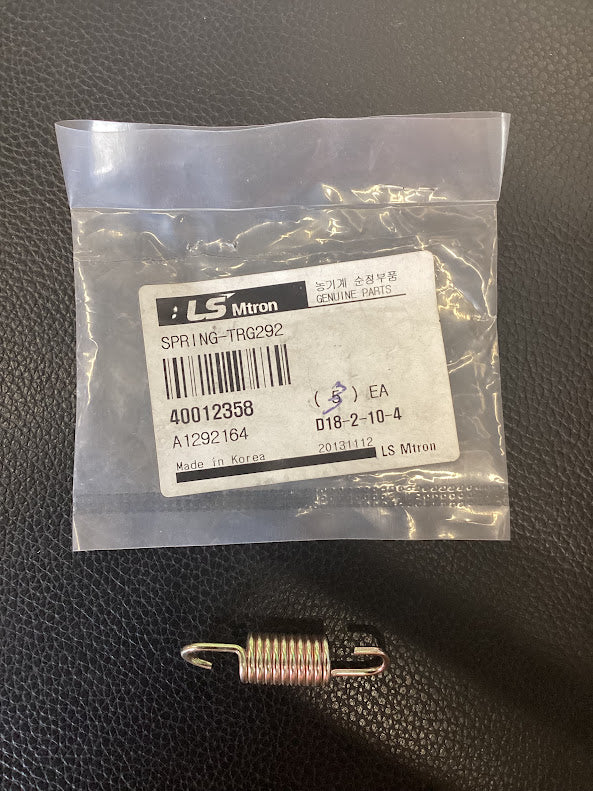 LS Mtron
농기계 순정부품
GENUINE PARTS
SPRING-TRG292
40012358
( 5 ) EA
A1292164
D18-2-10-4
Made in Korea
20131112
LS Mtron